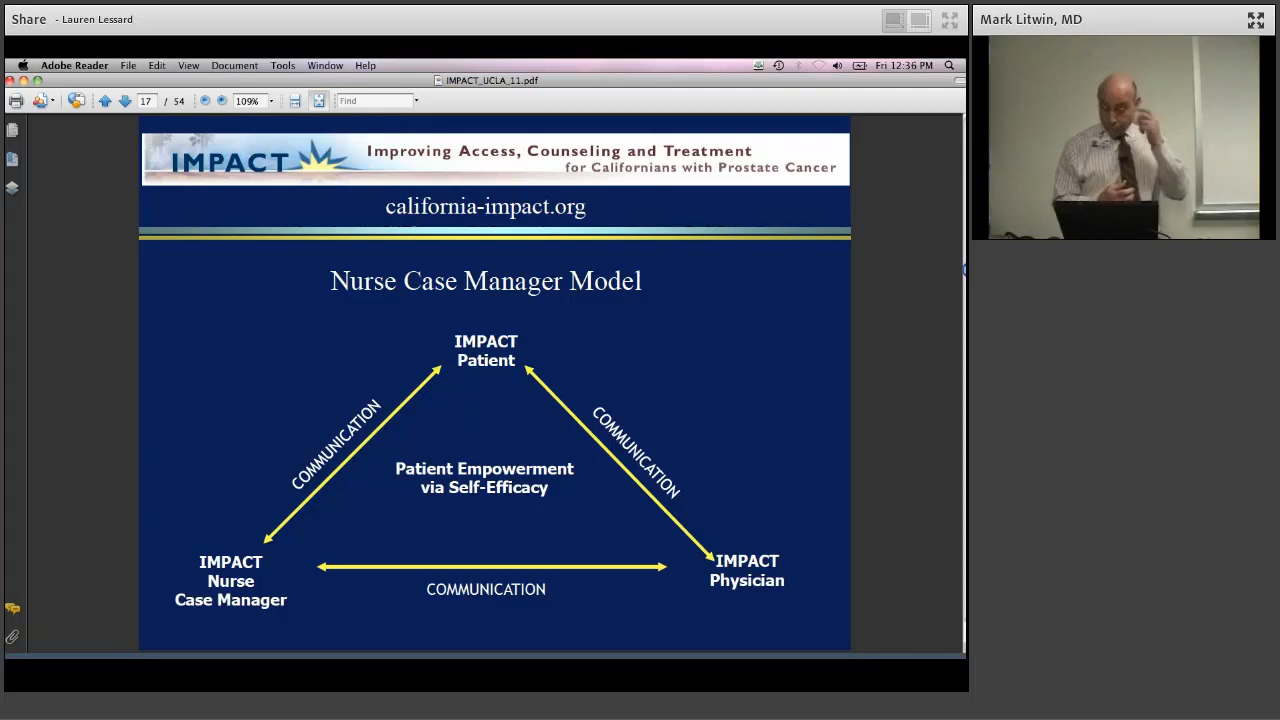 Share - Lauren Lessard
Mark Litwin, MD
Adobe Reader File Edit View Document Tools Window Help
Fri 12:36 PM
IMPACT_UCLA_11.pdf
17 / 54
109%
Find
IMPACT
Improving Access, Counseling and Treatment
for Californians with Prostate Cancer
california-impact.org
Nurse Case Manager Model
IMPACT
Patient
COMMUNICATION
COMMUNICATION
Patient Empowerment
via Self-Efficacy
IMPACT
Nurse
Case Manager
IMPACT
Physician
COMMUNICATION